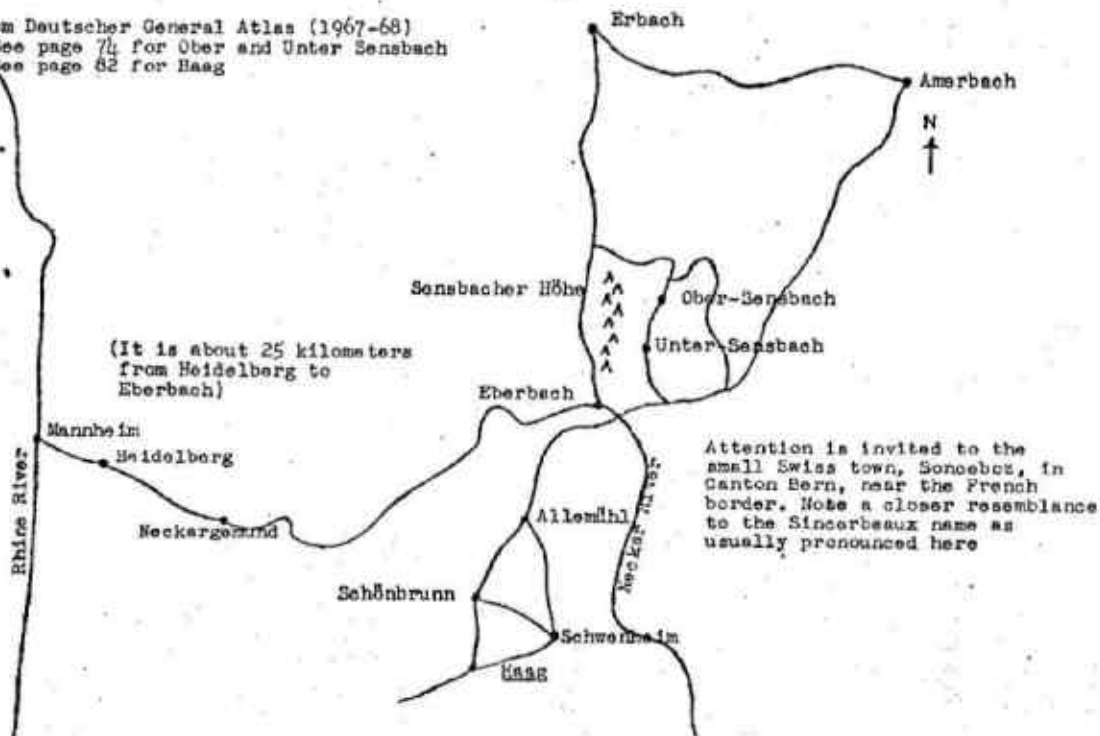 m Deutscher General Atlas (1967-68)
ee page 74 for Ober and Unter Sensbach
ee page 82 for Haag
Erbach
Amerbach
N
Sensbacher Höhe
Ober-Sensbach
Unter-Sensbach
(It is about 25 kilometers
from Heidelberg to
Eberbach)
Eberbach
Mannheim
Heidelberg
Neckargemund
Rhine River
Attention is invited to the
small Swiss town, Sonceboz, in
Canton Bern, near the French
border. Note a closer resemblance
to the Sincerbeaux name as
usually pronounced here
Allemühl
Neckar River
Schönbrunn
Schwenheim
Haag